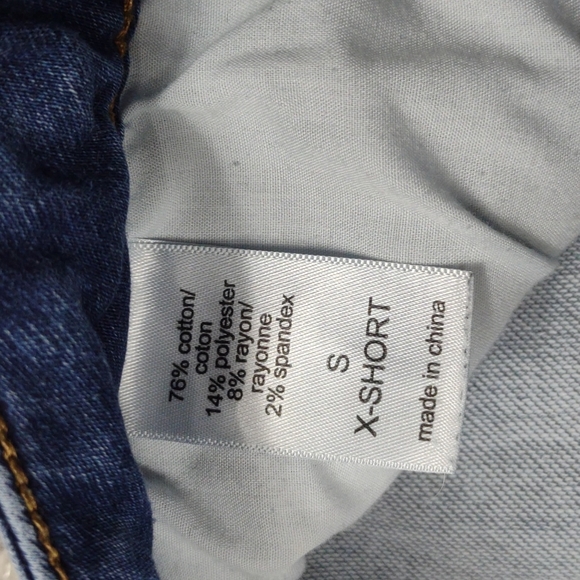 76% cotton/
coton
14% polyester
8% rayon/
rayonne
2% spandex
S
X-SHORT
made in china